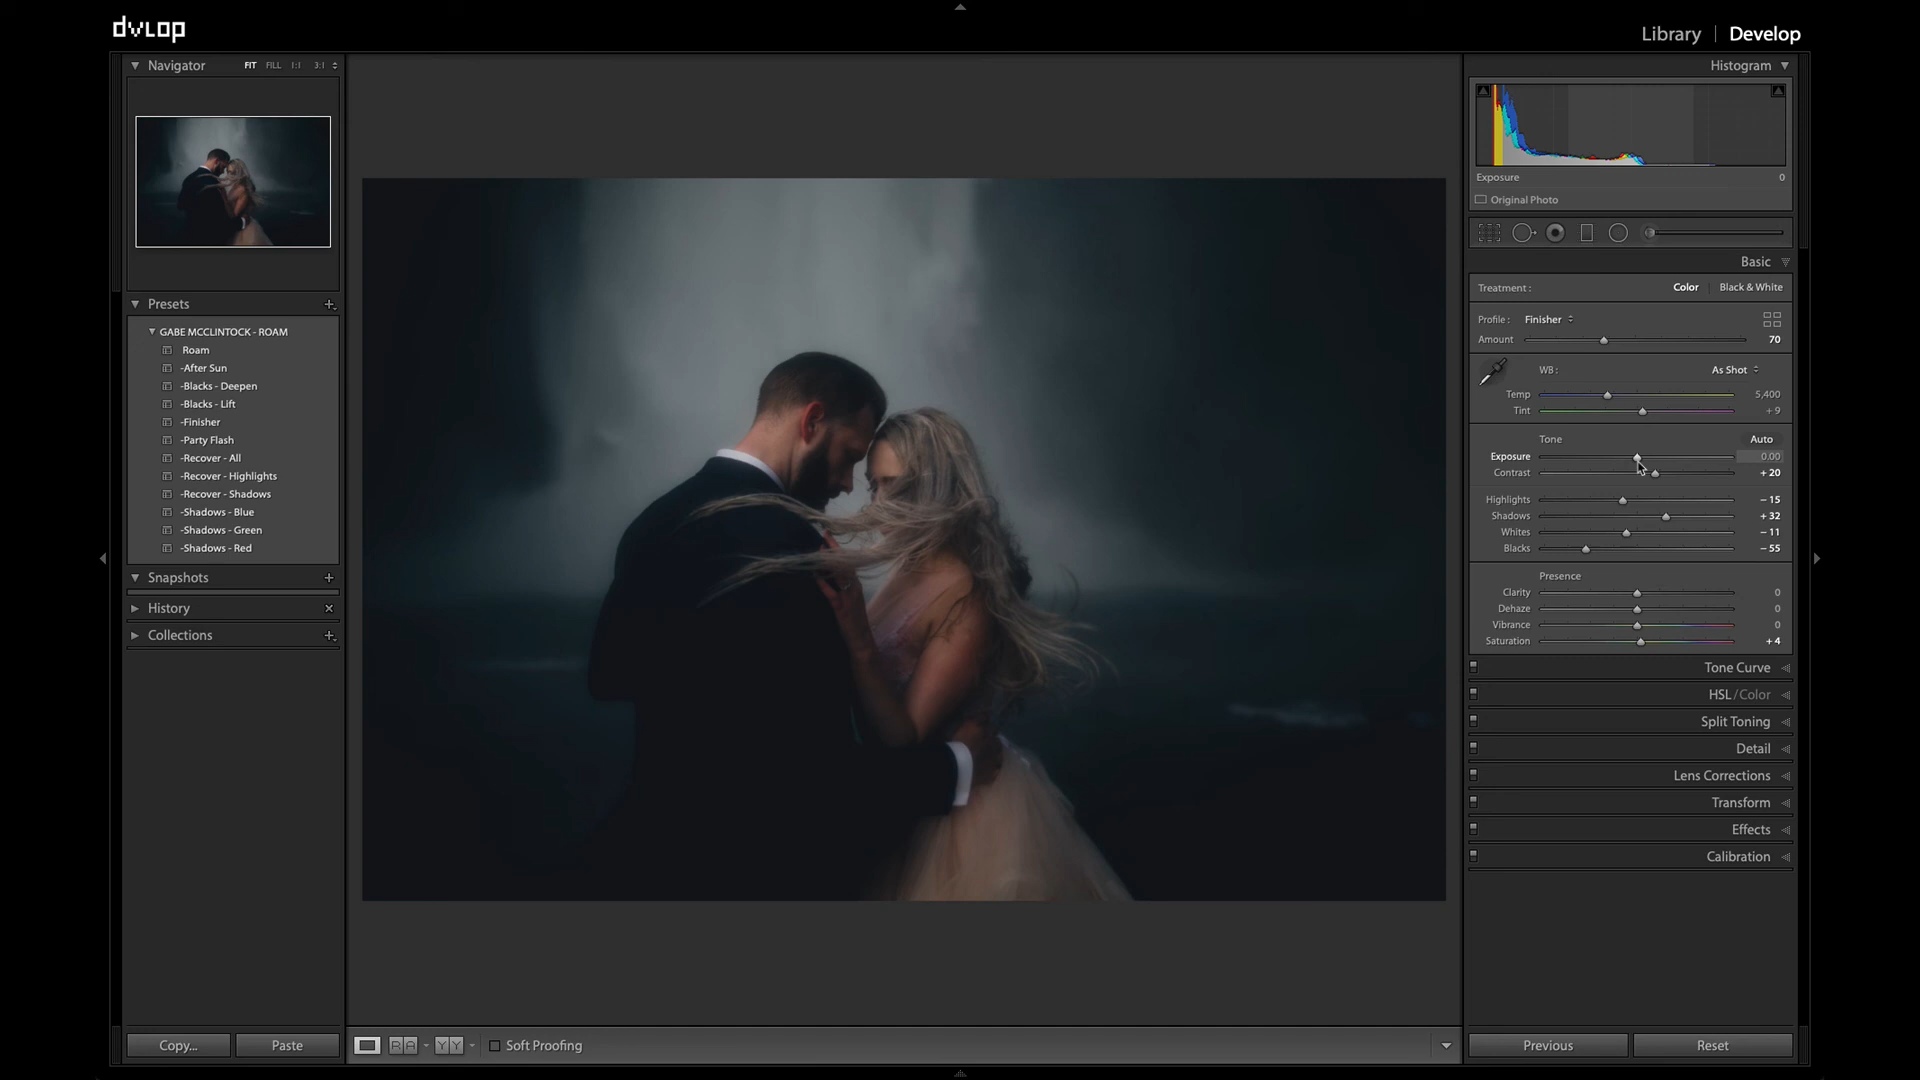 dvlop
Library | Develop
Navigator FIT FILL 1:1 3:1
Presets
GABE MCCLINTOCK - ROAM
Roam
-After Sun
-Blacks - Deepen
-Blacks - Lift
-Finisher
-Party Flash
-Recover - All
-Recover - Highlights
-Recover - Shadows
-Shadows - Blue
-Shadows - Green
-Shadows - Red
Snapshots
History
Collections
Copy... Paste
R A Y Y Soft Proofing
Histogram
Exposure 0
Original Photo
Basic
Treatment : Color | Black & White
Profile : Finisher
Amount 70
WB : As Shot
Temp 5,400
Tint + 9
Tone Auto
Exposure 0.00
Contrast + 20
Highlights − 15
Shadows + 32
Whites − 11
Blacks − 55
Presence
Clarity 0
Dehaze 0
Vibrance 0
Saturation + 4
Tone Curve
HSL / Color
Split Toning
Detail
Lens Corrections
Transform
Effects
Calibration
Previous Reset